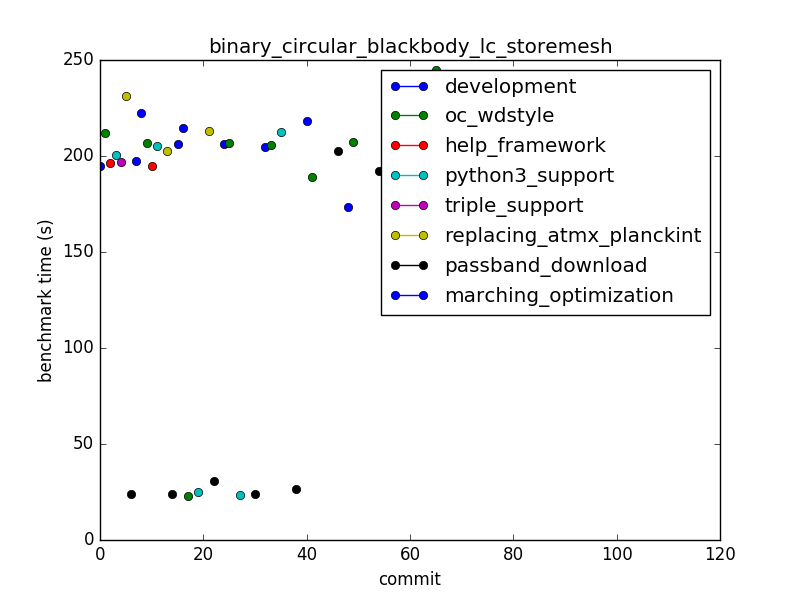 binary_circular_blackbody_lc_storemesh
250
200
150
100
50
0
benchmark time (s)
development
oc_wdstyle
help_framework
python3_support
triple_support
replacing_atmx_planckint
passband_download
marching_optimization
0 20 40 60 80 100 120
commit